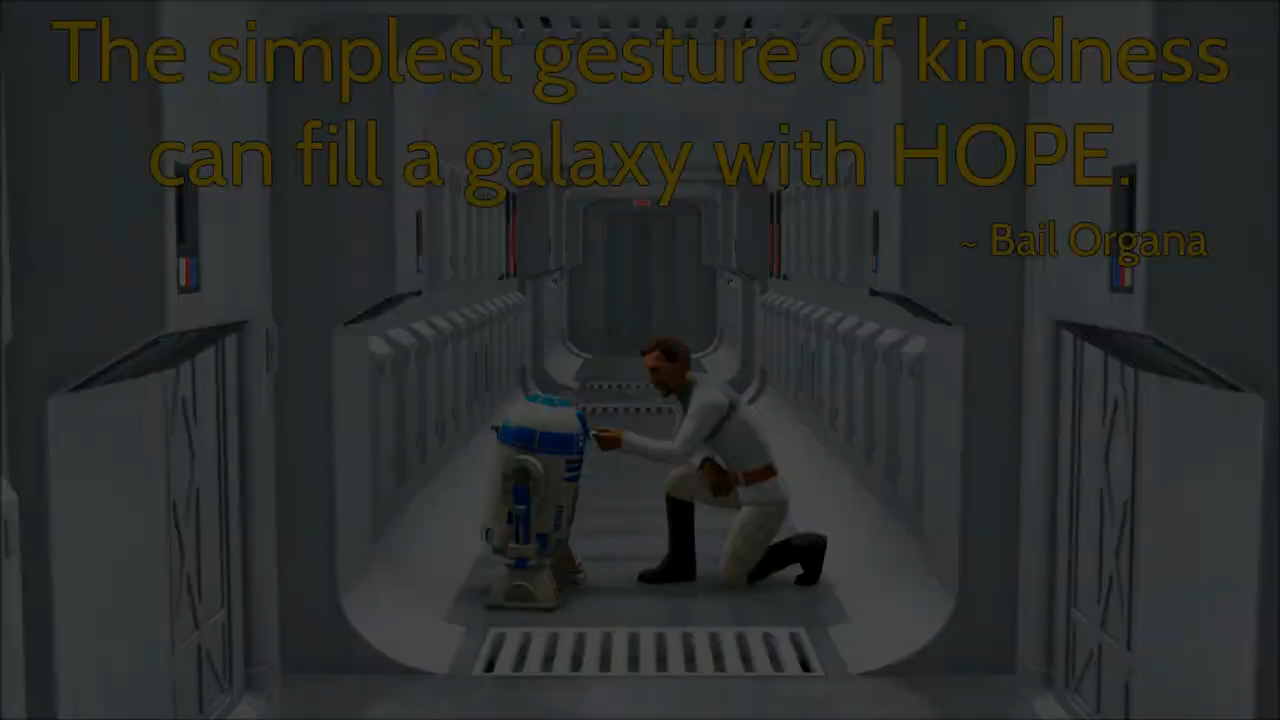 The simplest gesture of kindness
can fill a galaxy with HOPE.
~ Bail Organa